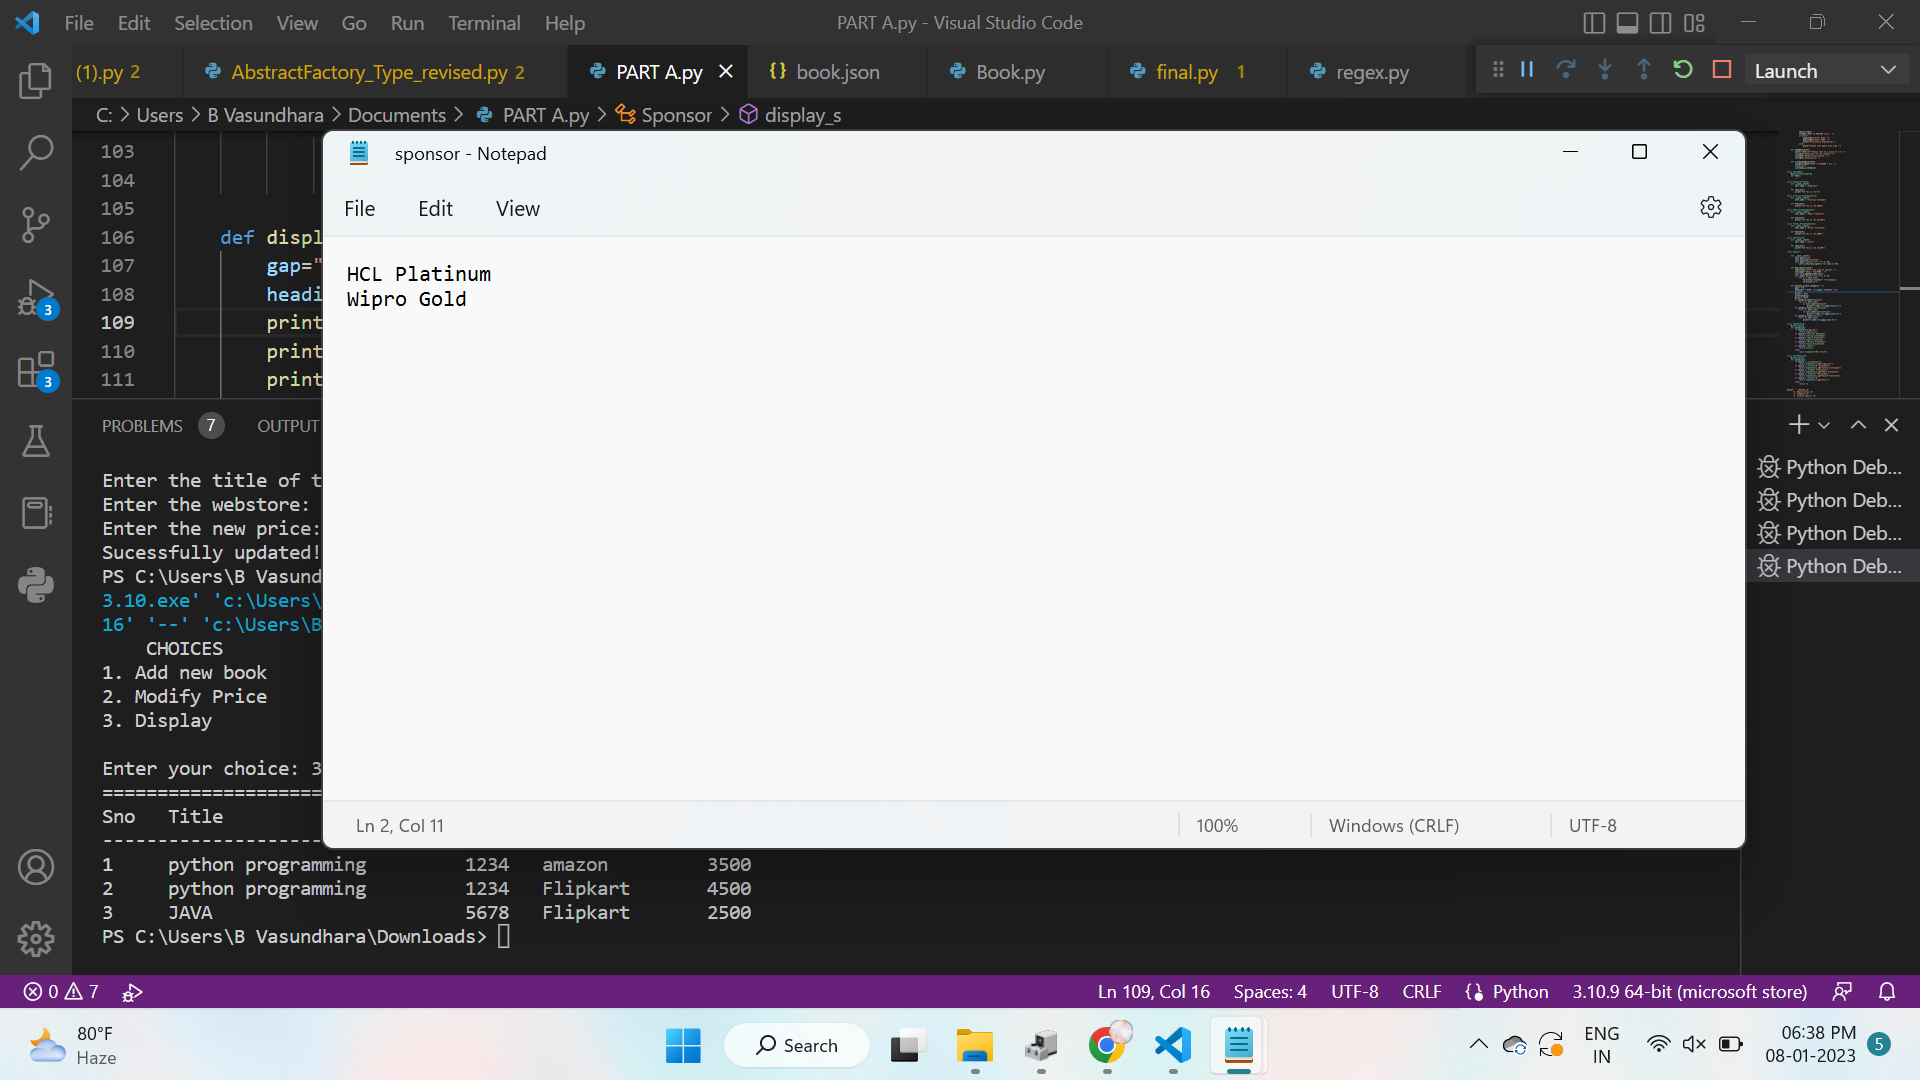 File Edit Selection View Go Run Terminal Help
PART A.py - Visual Studio Code
(1).py 2 AbstractFactory_Type_revised.py 2 PART A.py book.json Book.py final.py 1 regex.py
Launch
C: > Users > B Vasundhara > Documents > PART A.py > Sponsor > display_s
103
104
105
106 def displ
107 gap="
108 headi
109 print
110 print
111 print
sponsor - Notepad
File Edit View
HCL Platinum
Wipro Gold
Ln 2, Col 11 100% Windows (CRLF) UTF-8
PROBLEMS 7 OUTPUT
Python Deb...
Python Deb...
Python Deb...
Python Deb...
Enter the title of t
Enter the webstore:
Enter the new price:
Sucessfully updated!
PS C:\Users\B Vasund
3.10.exe' 'c:\Users\
16' '--' 'c:\Users\B
CHOICES
1. Add new book
2. Modify Price
3. Display
Enter your choice: 3
====================
Sno Title
--------------------
1 python programming 1234 amazon 3500
2 python programming 1234 Flipkart 4500
3 JAVA 5678 Flipkart 2500
PS C:\Users\B Vasundhara\Downloads>
0 7 Ln 109, Col 16 Spaces: 4 UTF-8 CRLF Python 3.10.9 64-bit (microsoft store)
80°F
Haze
Search
ENG
IN
06:38 PM
08-01-2023
5
3
3